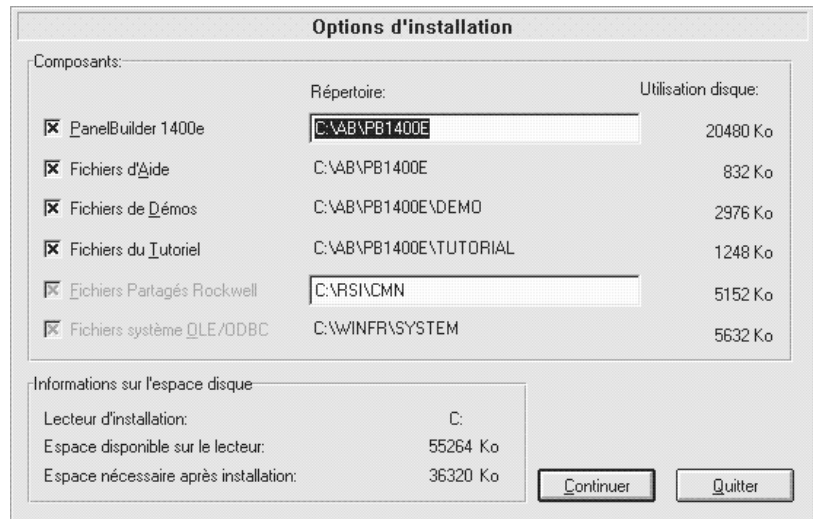 Options d'installation
Composants:
Répertoire: Utilisation disque:
PanelBuilder 1400e C:\AB\PB1400E 20480 Ko
Fichiers d'Aide C:\AB\PB1400E 832 Ko
Fichiers de Démos C:\AB\PB1400E\DEMO 2976 Ko
Fichiers du Tutoriel C:\AB\PB1400E\TUTORIAL 1248 Ko
Fichiers Partagés Rockwell C:\RSI\CMN 5152 Ko
Fichiers système OLE/ODBC C:\WINFR\SYSTEM 5632 Ko
Informations sur l'espace disque
Lecteur d'installation: C:
Espace disponible sur le lecteur: 55264 Ko
Espace nécessaire après installation: 36320 Ko
Continuer Quitter